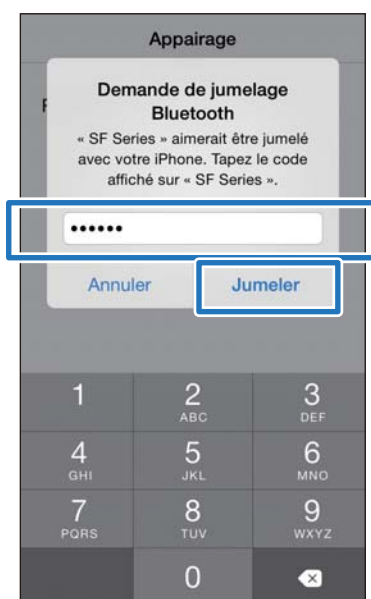 Appairage
Demande de jumelage
Bluetooth
« SF Series » aimerait être jumelé
avec votre iPhone. Tapez le code
affiché sur « SF Series ».
••••••
Annuler Jumeler
1 2 3
ABC DEF
4 5 6
GHI JKL MNO
7 8 9
PQRS TUV WXYZ
0